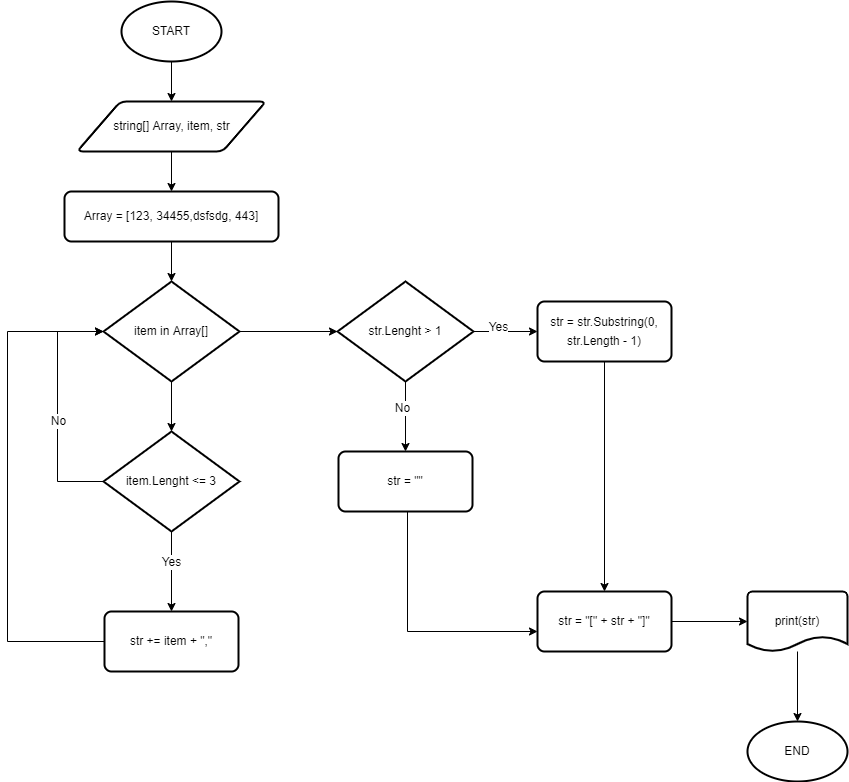 START
string[] Array, item, str
Array = [123, 34455,dsfsdg, 443]
item in Array[]
str.Lenght > 1
Yes
str = str.Substring(0,
str.Length - 1)
No
No
item.Lenght <= 3
str = ""
Yes
str += item + ","
str = "[" + str + "]"
print(str)
END